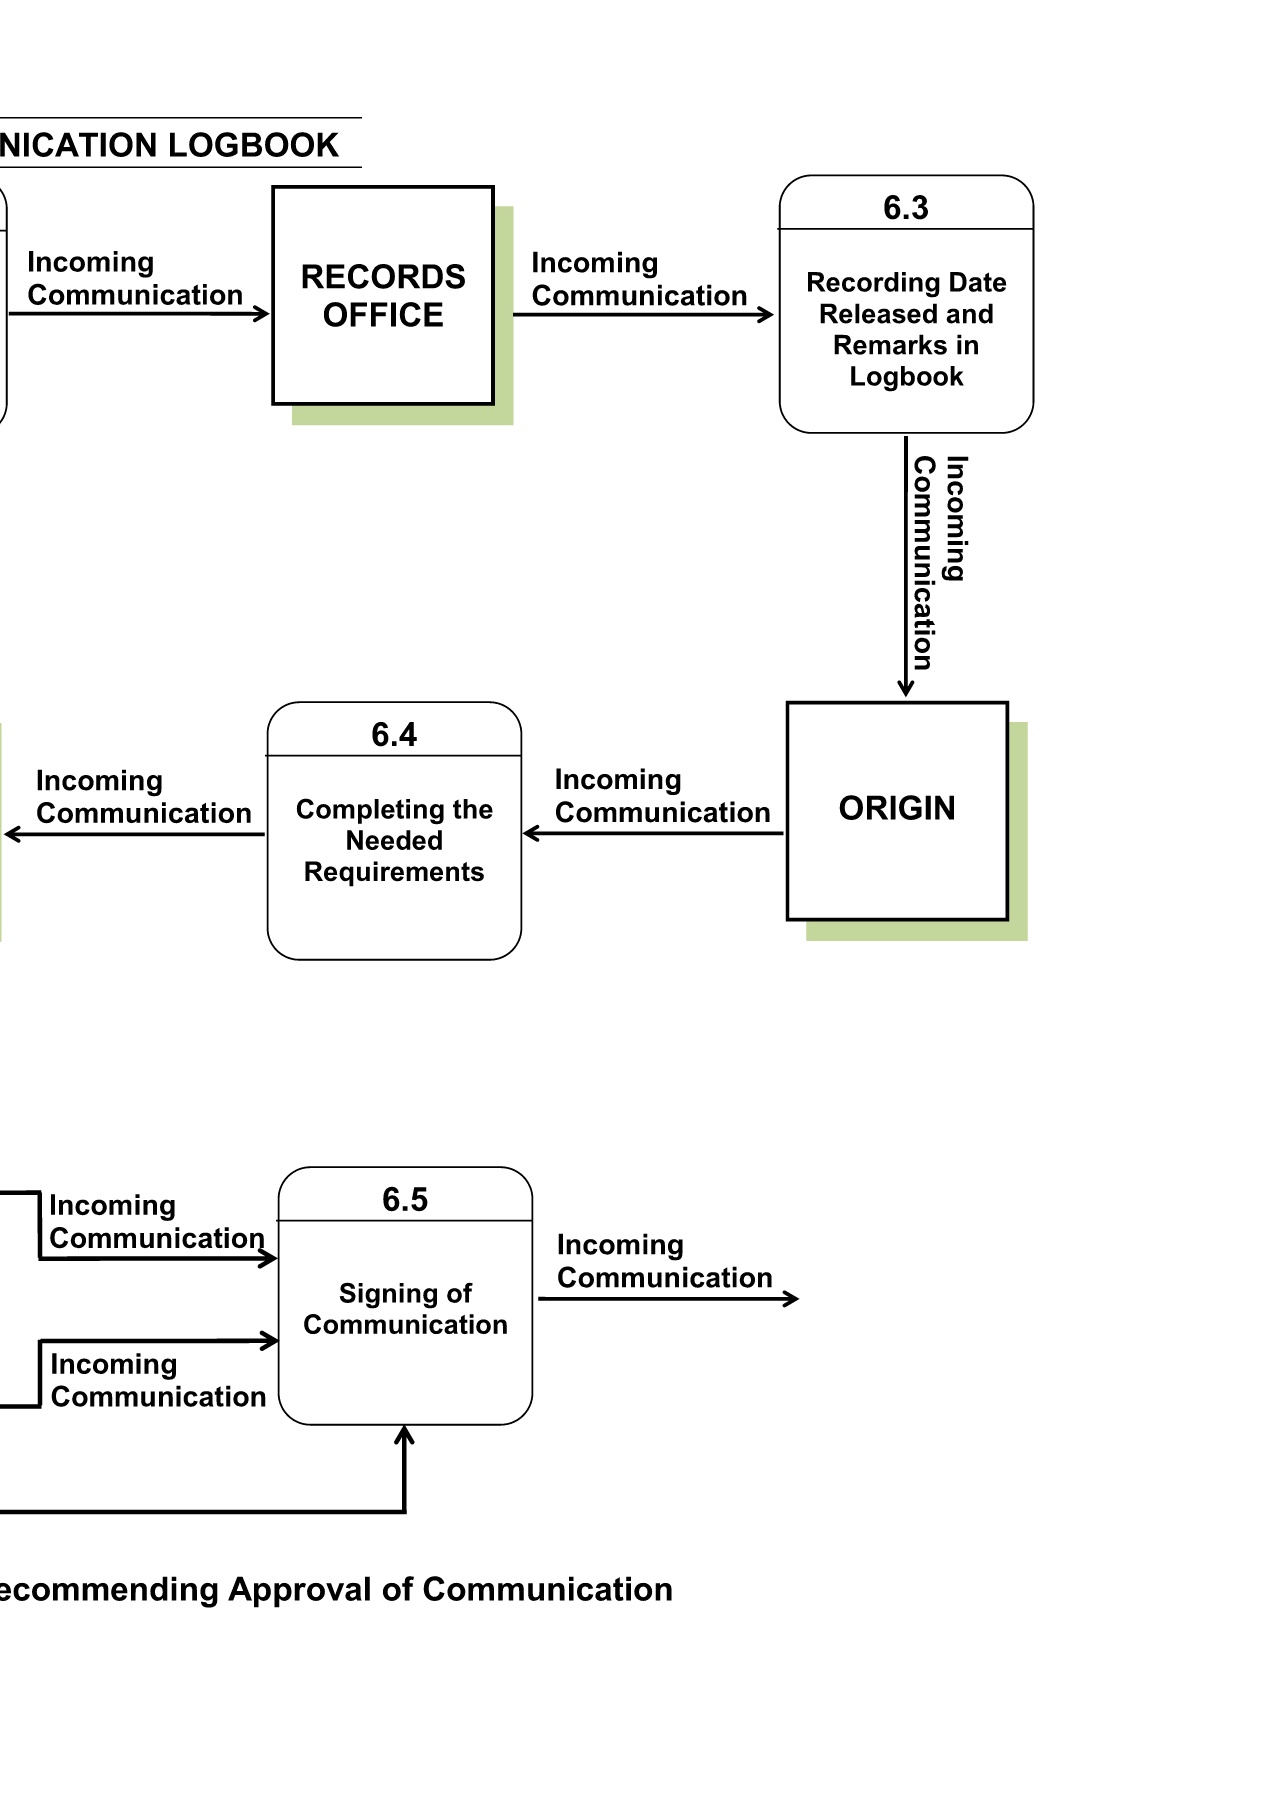 NICATION LOGBOOK
Incoming
Communication
RECORDS
OFFICE
Incoming
Communication
6.3
Recording Date
Released and
Remarks in
Logbook
Incoming
Communication
Incoming
Communication
6.4
Completing the
Needed
Requirements
Incoming
Communication
ORIGIN
Incoming
Communication
6.5
Signing of
Communication
Incoming
Communication
Incoming
Communication
ecommending Approval of Communication